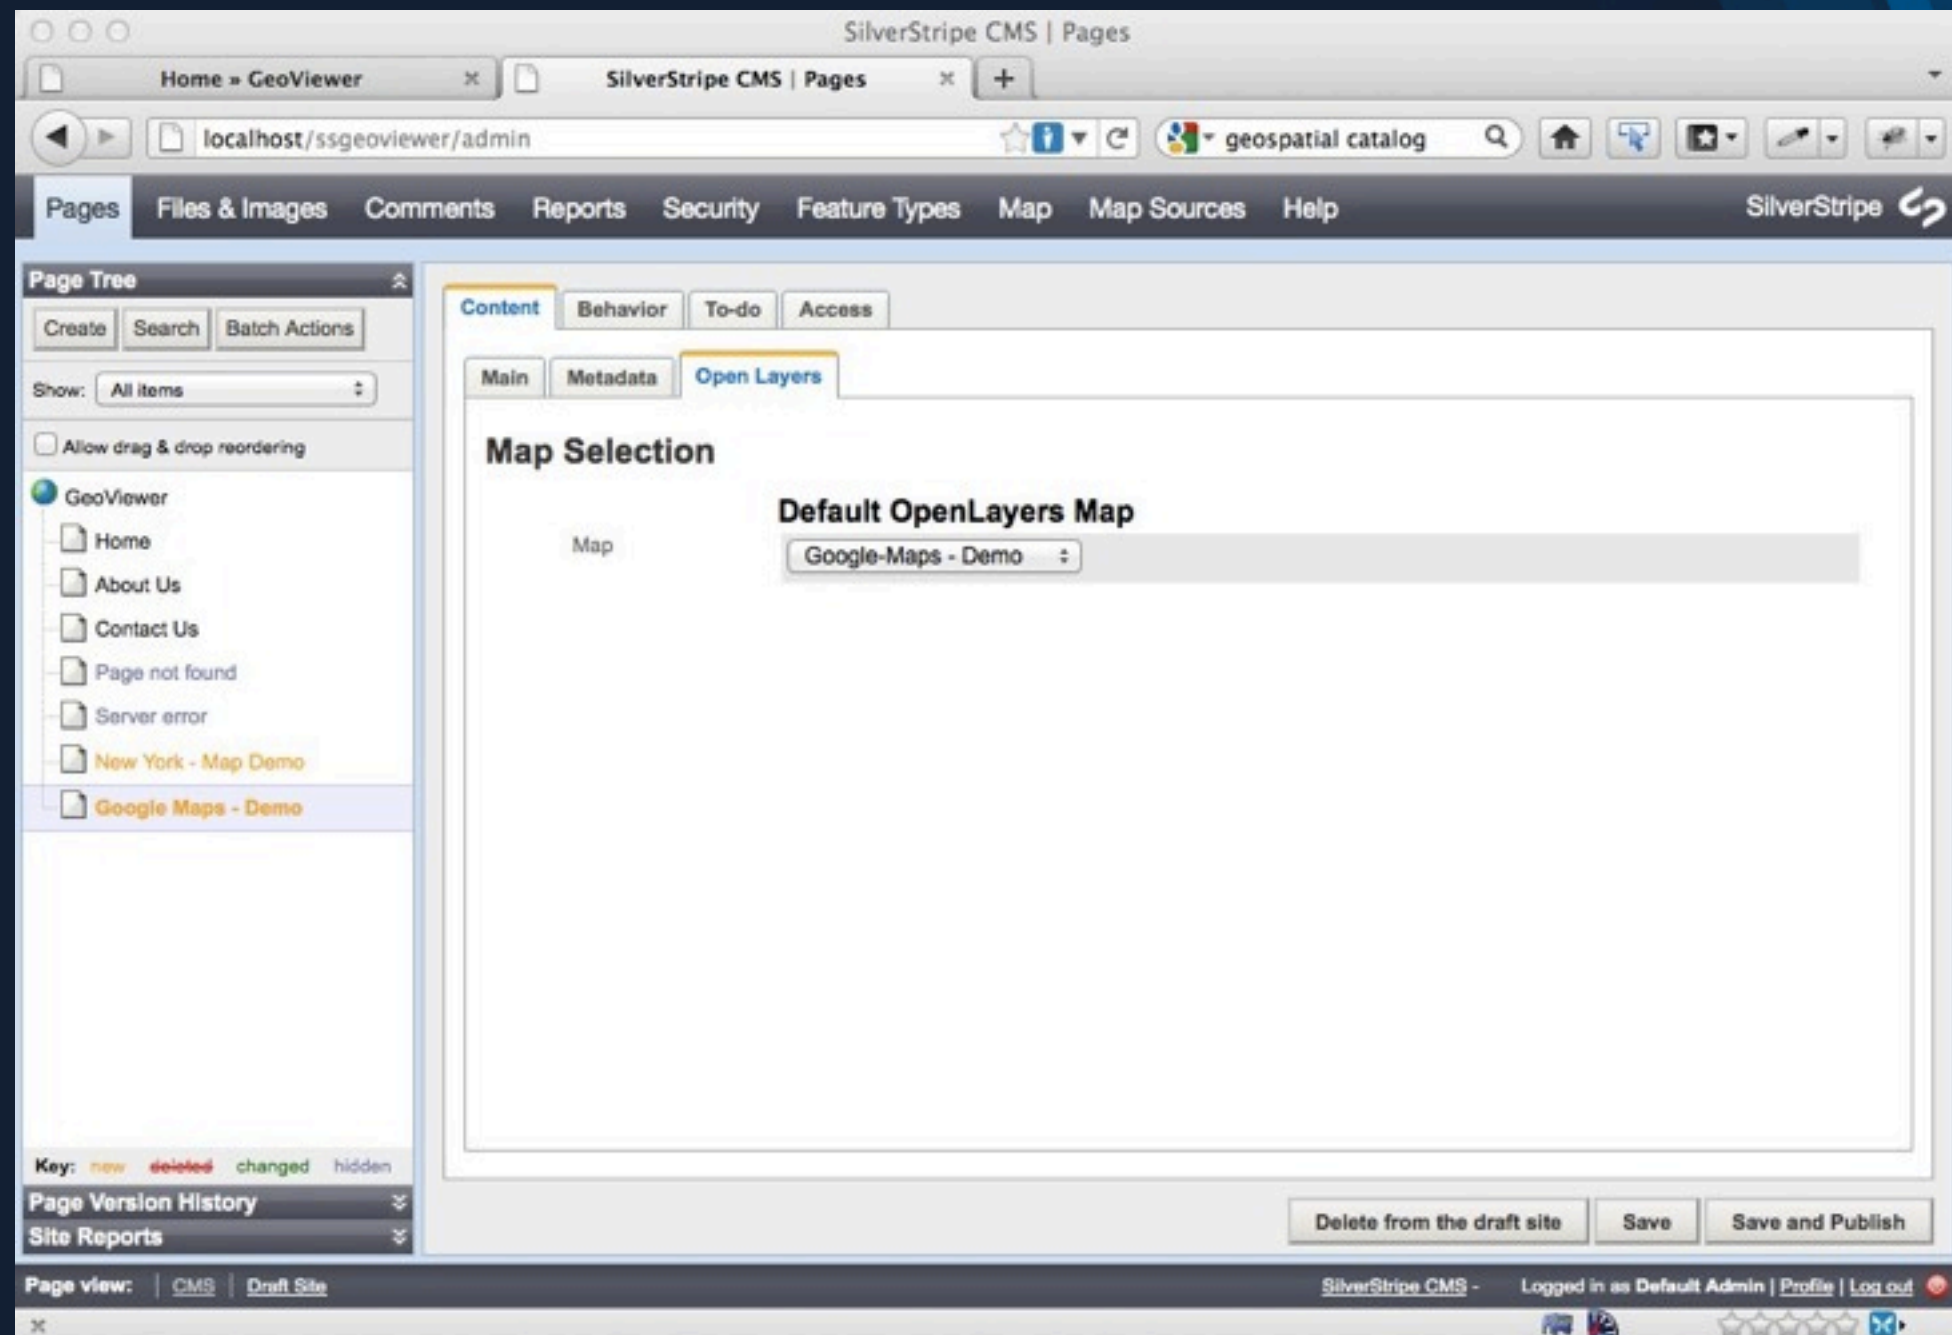 SilverStripe CMS | Pages
Home » GeoViewer
SilverStripe CMS | Pages
localhost/ssgeoviewer/admin
geospatial catalog
Pages Files & Images Comments Reports Security Feature Types Map Map Sources Help SilverStripe
Page Tree
Create Search Batch Actions
Show: All items
Allow drag & drop reordering
GeoViewer
Home
About Us
Contact Us
Page not found
Server error
New York - Map Demo
Google Maps - Demo
Key: new deleted changed hidden
Page Version History
Site Reports
Content Behavior To-do Access
Main Metadata Open Layers
Map Selection
Default OpenLayers Map
Map Google-Maps - Demo
Delete from the draft site Save Save and Publish
Page view: | CMS | Draft Site
SilverStripe CMS - Logged in as Default Admin | Profile | Log out